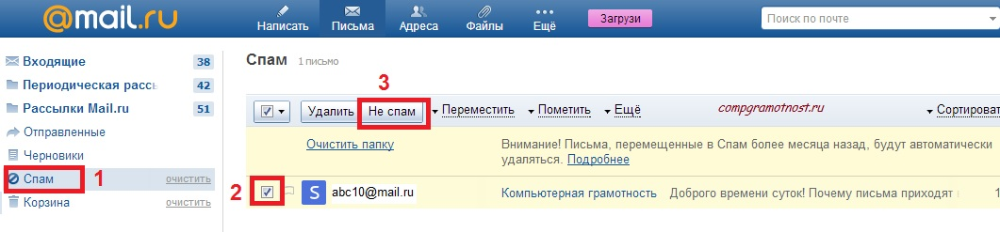 @mail.ru
Написать Письма Адреса Файлы Ещё Загрузи Поиск по почте
Входящие 38
Периодическая рассы 62
Рассылки Mail.ru 51
Отправленные
Черновики
Спам очистить 1
Корзина очистить
Спам 1 письмо
3
Удалить Не спам Переместить Пометить Ещё compgramotnost.ru Сортироват
Очистить папку Внимание! Письма, перемещенные в Спам более месяца назад, будут автоматически
удаляться. Подробнее
2 S abc10@mail.ru Компьютерная грамотность Доброго времени суток! Почему письма приходят